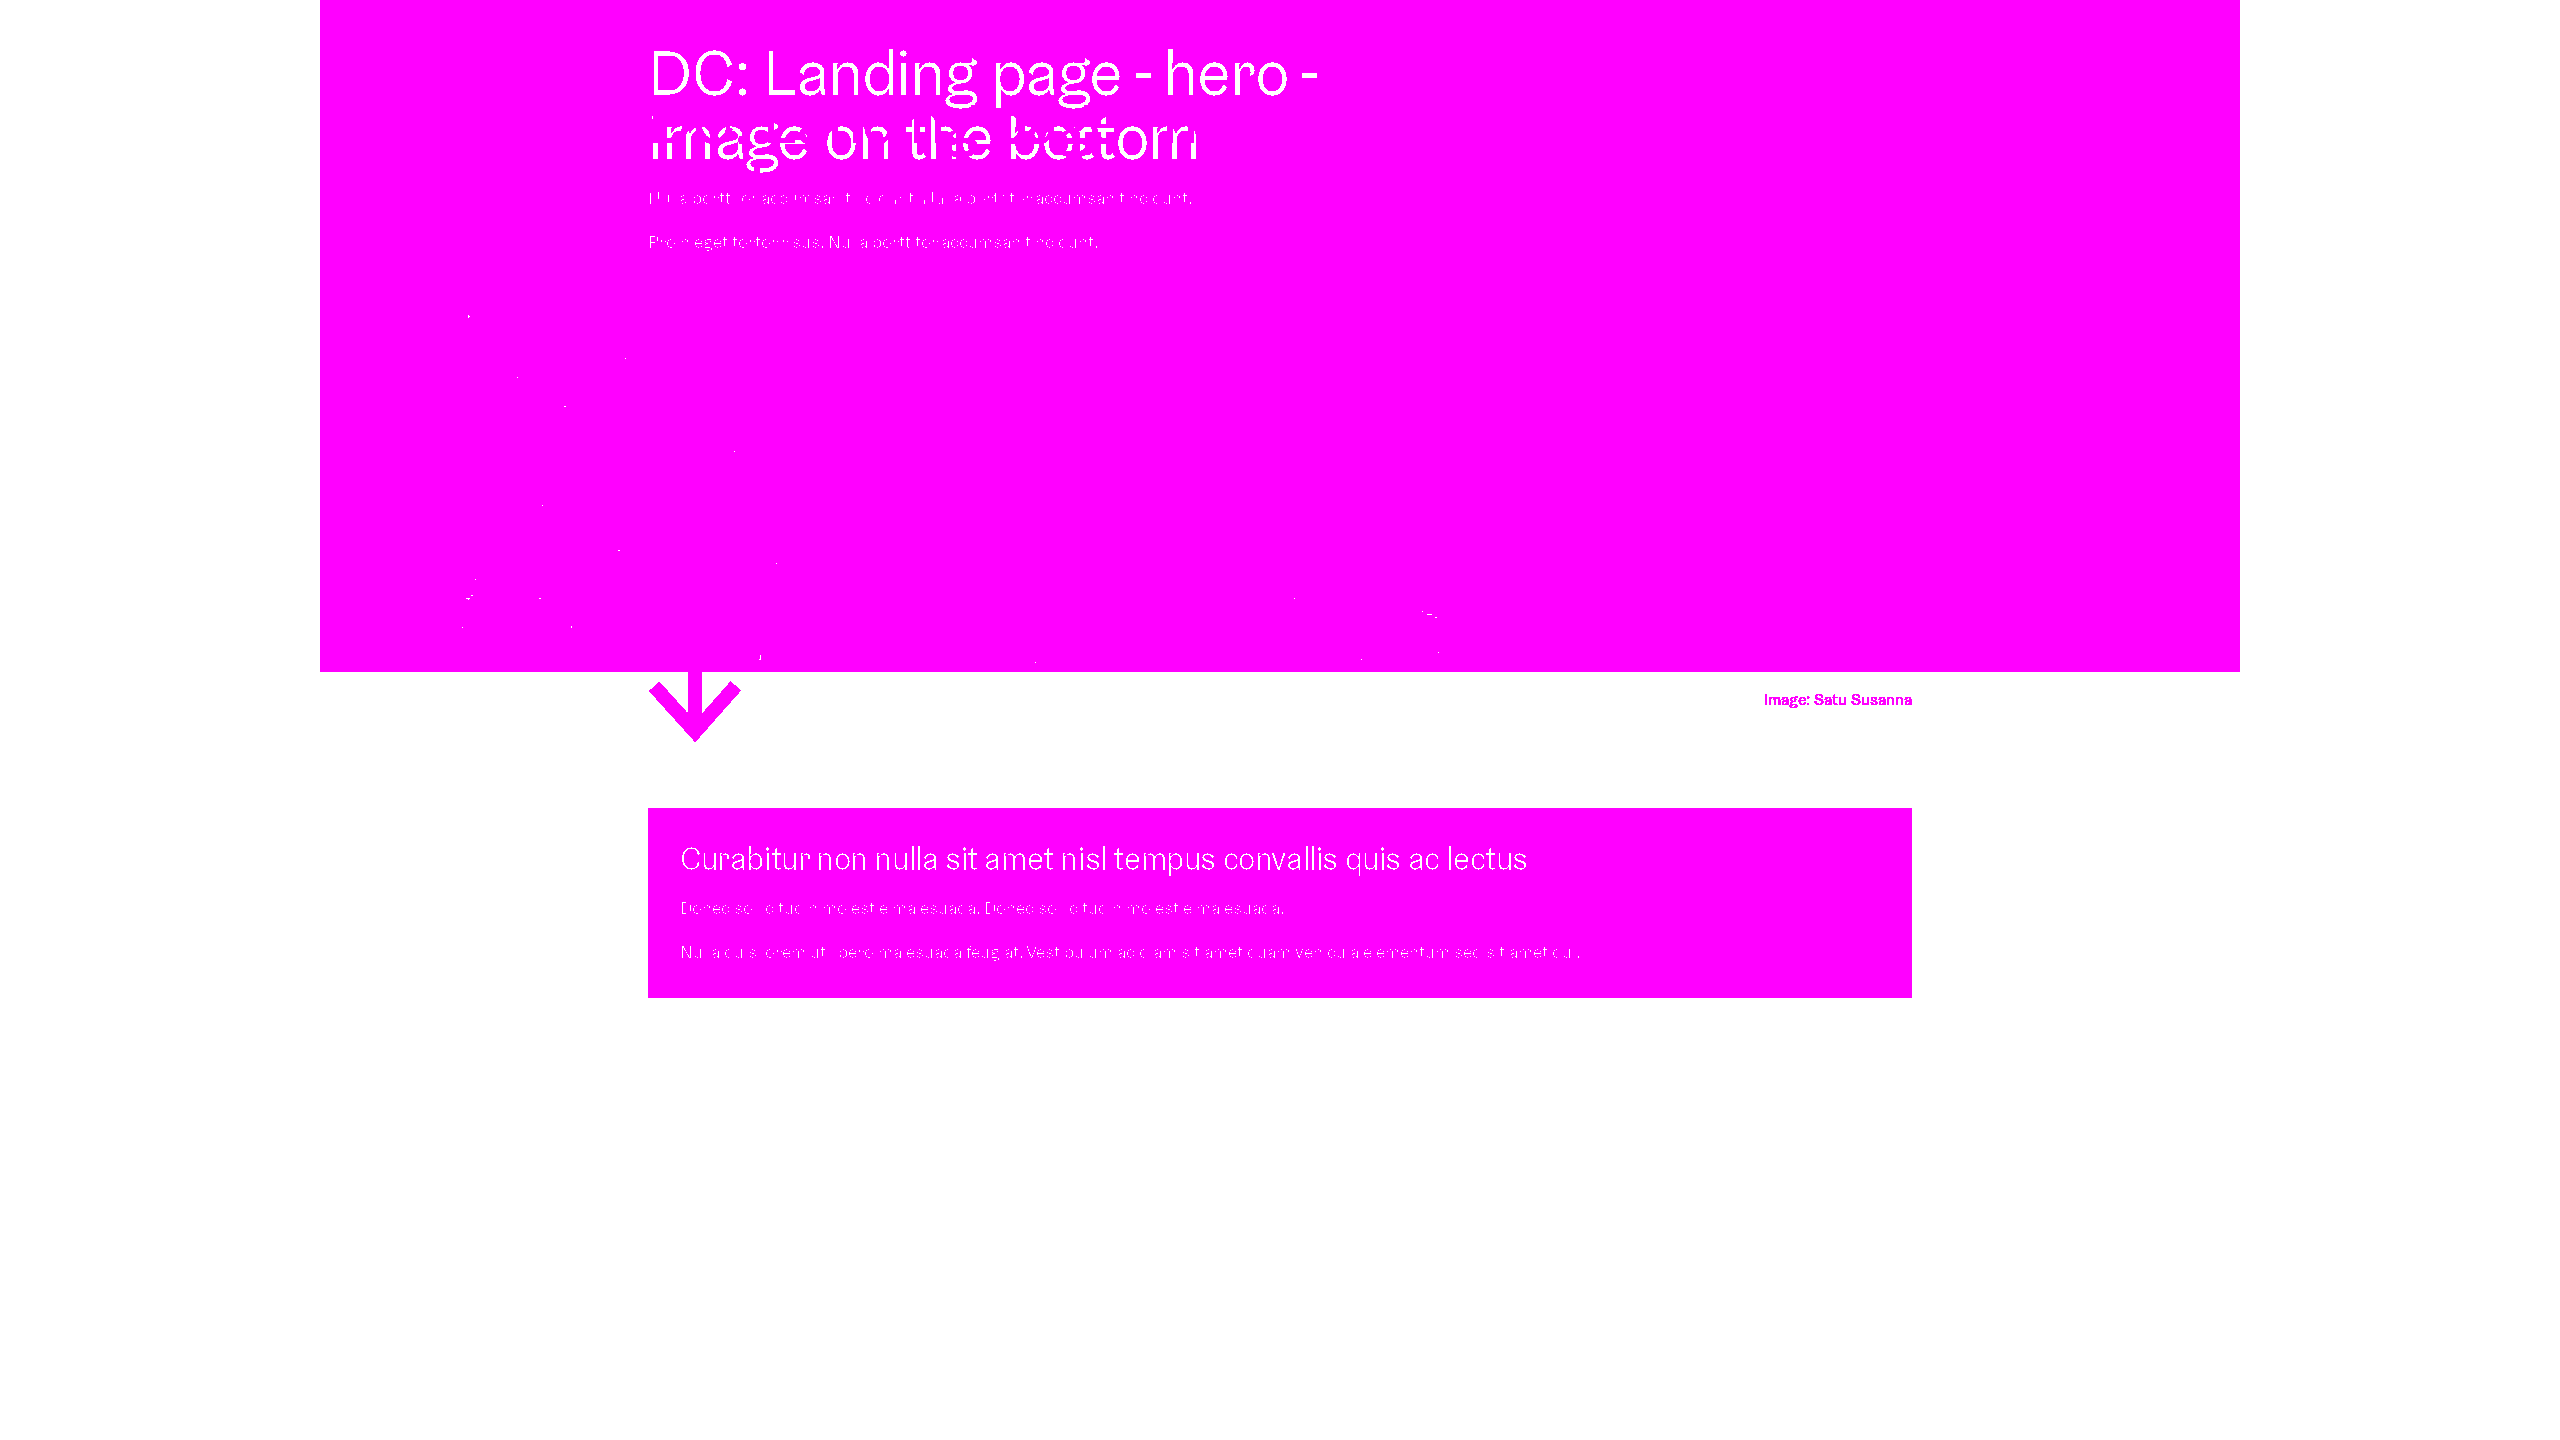 DC: Landing page - hero -
image on the bottom
Nulla porttitor accumsan tincidunt. Nulla porttitor accumsan tincidunt.
Proin eget tortor risus. Nulla porttitor accumsan tincidunt.
Image: Satu Susanna
Curabitur non nulla sit amet nisl tempus convallis quis ac lectus
Donec sollicitudin molestie malesuada. Donec sollicitudin molestie malesuada.
Nulla quis lorem ut libero malesuada feugiat. Vestibulum ac diam sit amet quam vehicula elementum sed sit amet dui.